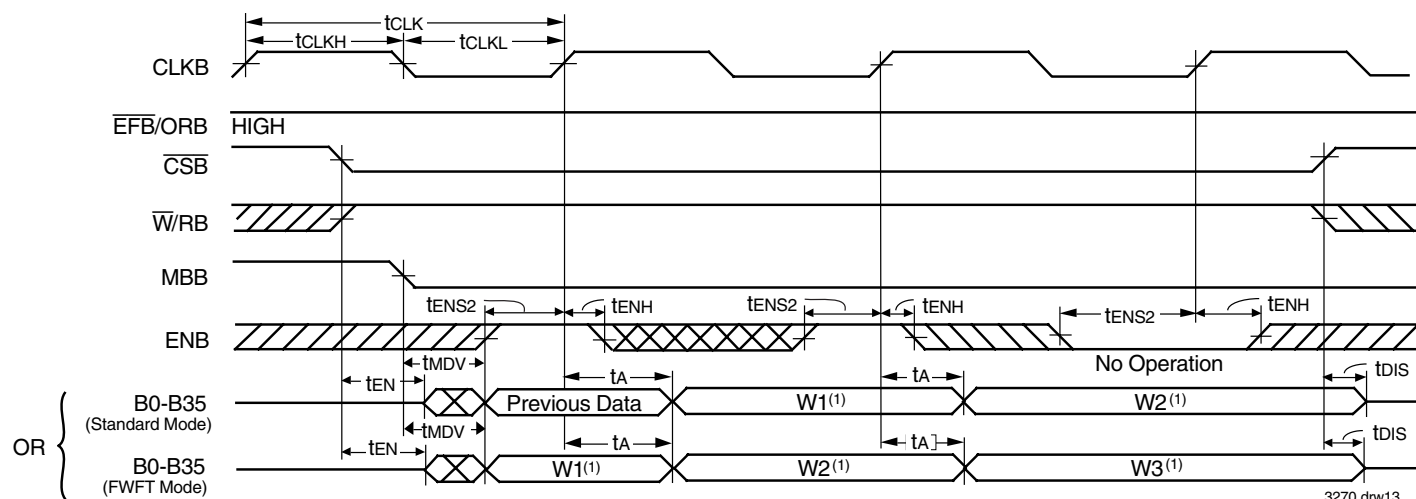 tCLK
tCLKH tCLKL
CLKB
EFB/ORB HIGH
CSB
W/RB
MBB
tENS2 tENH tENS2 tENH tENS2 tENH
ENB
No Operation
tMDV
tEN tA tA tDIS
B0-B35 Previous Data W1(1) W2(1)
(Standard Mode)
OR
tMDV
tEN tA tA tDIS
B0-B35 W1(1) W2(1) W3(1)
(FWFT Mode)
3270 drw13